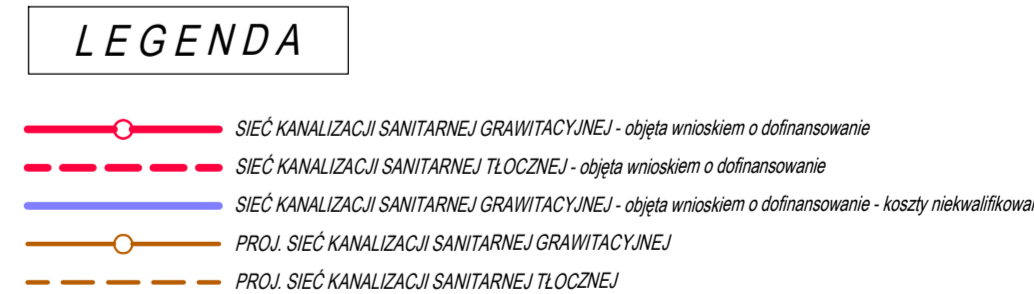 LEGENDA
SIEĆ KANALIZACJI SANITARNEJ GRAWITACYJNEJ - objęta wnioskiem o dofinansowanie
SIEĆ KANALIZACJI SANITARNEJ TŁOCZNEJ - objęta wnioskiem o dofinansowanie
SIEĆ KANALIZACJI SANITARNEJ GRAWITACYJNEJ - objęta wnioskiem o dofinansowanie - koszty niekwalifikowan
PROJ. SIEĆ KANALIZACJI SANITARNEJ GRAWITACYJNEJ
PROJ. SIEĆ KANALIZACJI SANITARNEJ TŁOCZNEJ